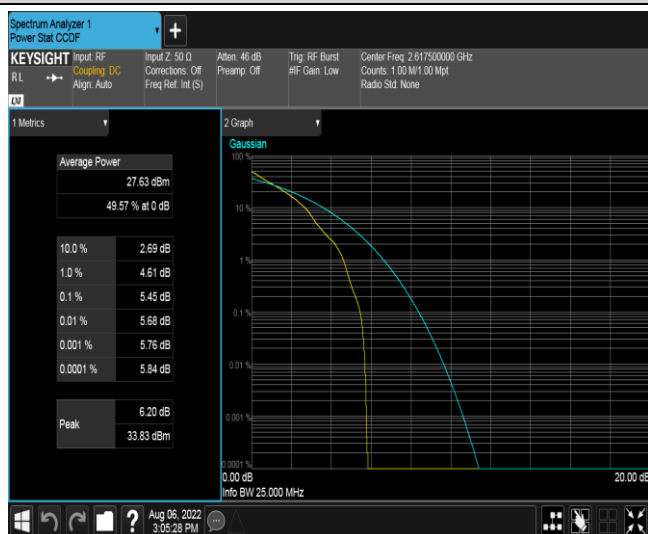 Spectrum Analyzer 1
Power Stat CCDF
+
KEYSIGHT
RL
LXI
Input: RF
Coupling: DC
Align: Auto
Input Z: 50 Ω
Corrections: Off
Freq Ref: Int (S)
Atten: 46 dB
Preamp: Off
Trig: RF Burst
#IF Gain: Low
Center Freq: 2.617500000 GHz
Counts: 1.00 M/1.00 Mpt
Radio Std: None
1 Metrics
Average Power
27.63 dBm
49.57 % at 0 dB
10.0 % 2.69 dB
1.0 % 4.61 dB
0.1 % 5.45 dB
0.01 % 5.68 dB
0.001 % 5.76 dB
0.0001 % 5.84 dB
Peak
6.20 dB
33.83 dBm
2 Graph
Gaussian
100 %
10 %
1 %
0.1 %
0.01 %
0.001 %
0.0001 %
0.00 dB 20.00 dB
Info BW 25.000 MHz
?
Aug 06, 2022
3:05:28 PM